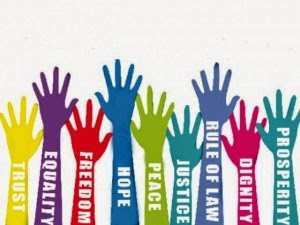 TRUST
EQUALITY
FREEDOM
HOPE
PEACE
JUSTICE
RULE OF LAW
DIGNITY
PROSPERITY